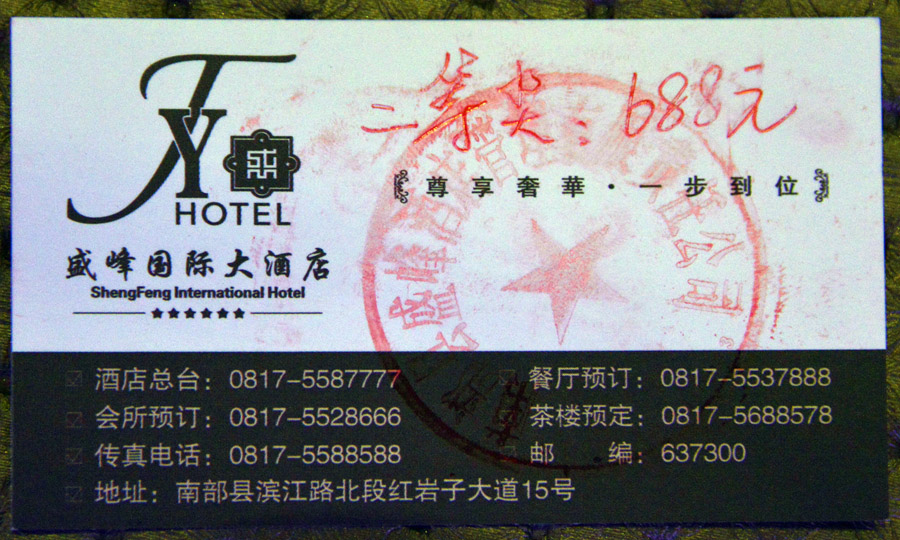 二等奖:688元
TY
HOTEL
盛
尊享奢華·一步到位
盛峰国际大酒店
ShengFeng International Hotel
酒店总台：0817-5587777
餐厅预订：0817-5537888
会所预订：0817-5528666
茶楼预定：0817-5688578
传真电话：0817-5588588
邮 编：637300
地址：南部县滨江路北段红岩子大道15号